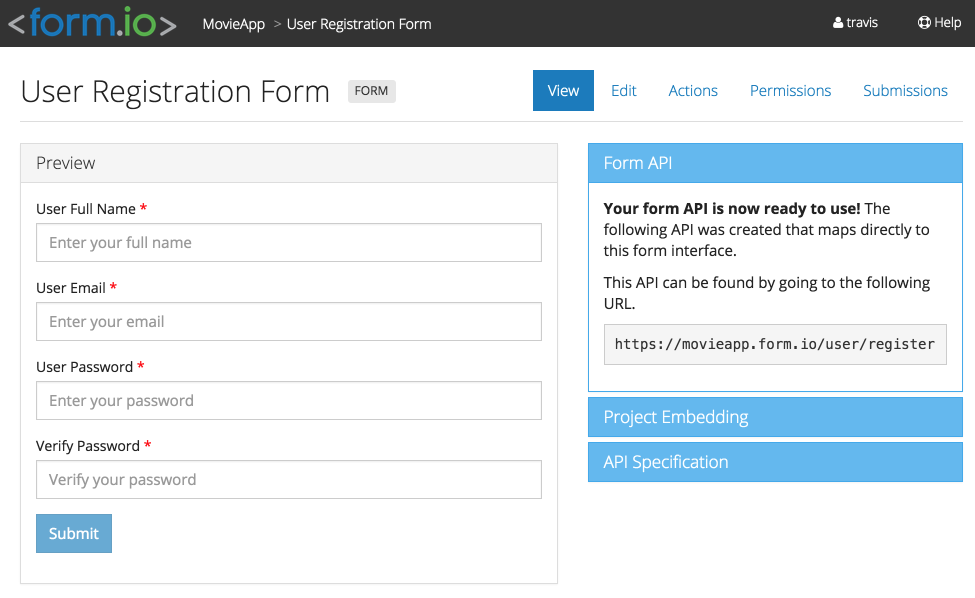 <form.io>
MovieApp > User Registration Form
travis
Help
User Registration Form
FORM
View
Edit
Actions
Permissions
Submissions
Preview
User Full Name *
Enter your full name
User Email *
Enter your email
User Password *
Enter your password
Verify Password *
Verify your password
Submit
Form API
Your form API is now ready to use! The
following API was created that maps directly to
this form interface.
This API can be found by going to the following
URL.
https://movieapp.form.io/user/register
Project Embedding
API Specification